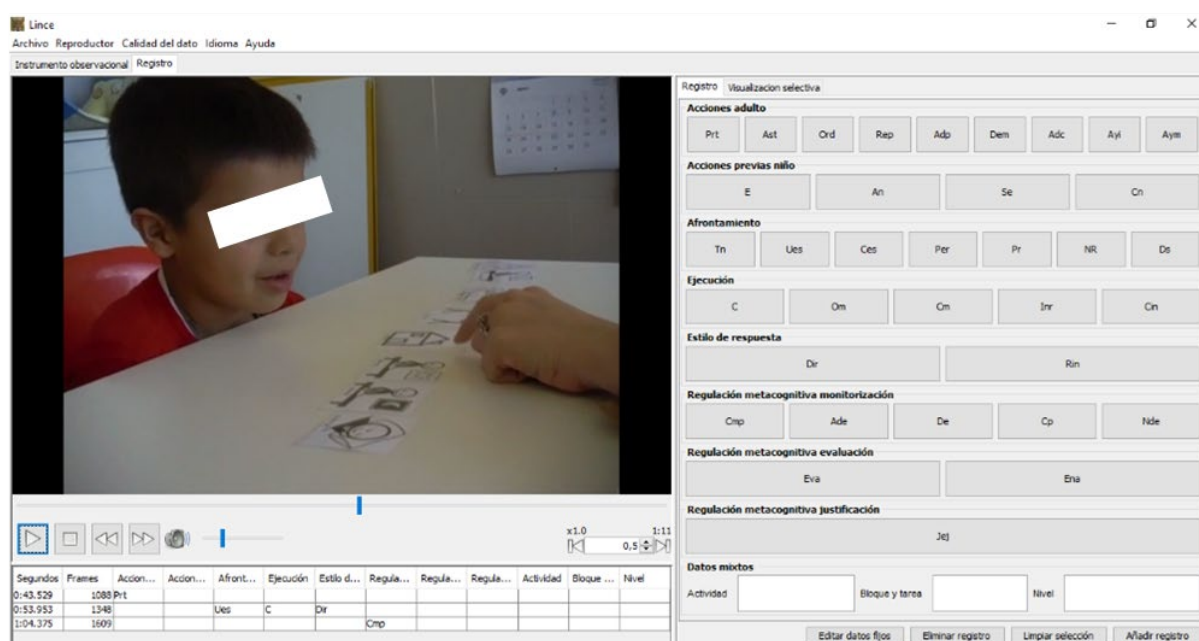 Lince
Archivo Reproductor Calidad del dato Idioma Ayuda
Instrumento observacional Registro
Registro Visualizacion selectiva
Acciones adulto
Prt Ast Ord Rep Adp Dem Adc Ayi Aym
Acciones previas niño
E An Se Cn
Afrontamiento
Tn Ues Ces Per Pr NR Ds
Ejecución
C Om Cm Inr Cin
Estilo de respuesta
Dir Rin
Regulación metacognitiva monitorización
Cmp Ade De Cp Nde
Regulación metacognitiva evaluación
Eva Ena
Regulación metacognitiva justificación
Jej
Datos mixtos
Actividad Bloque y tarea Nivel
Editar datos fijos Eliminar registro Limpiar selección Añadir registro
x1.0 1:11
0,5
Segundos Frames Accion... Accion... Afront... Ejecución Estilo d... Regula... Regula... Regula... Actividad Bloque ... Nivel
0:43.529 1088 Prt
0:53.953 1348 Ues C Dir
1:04.375 1609 Cmp